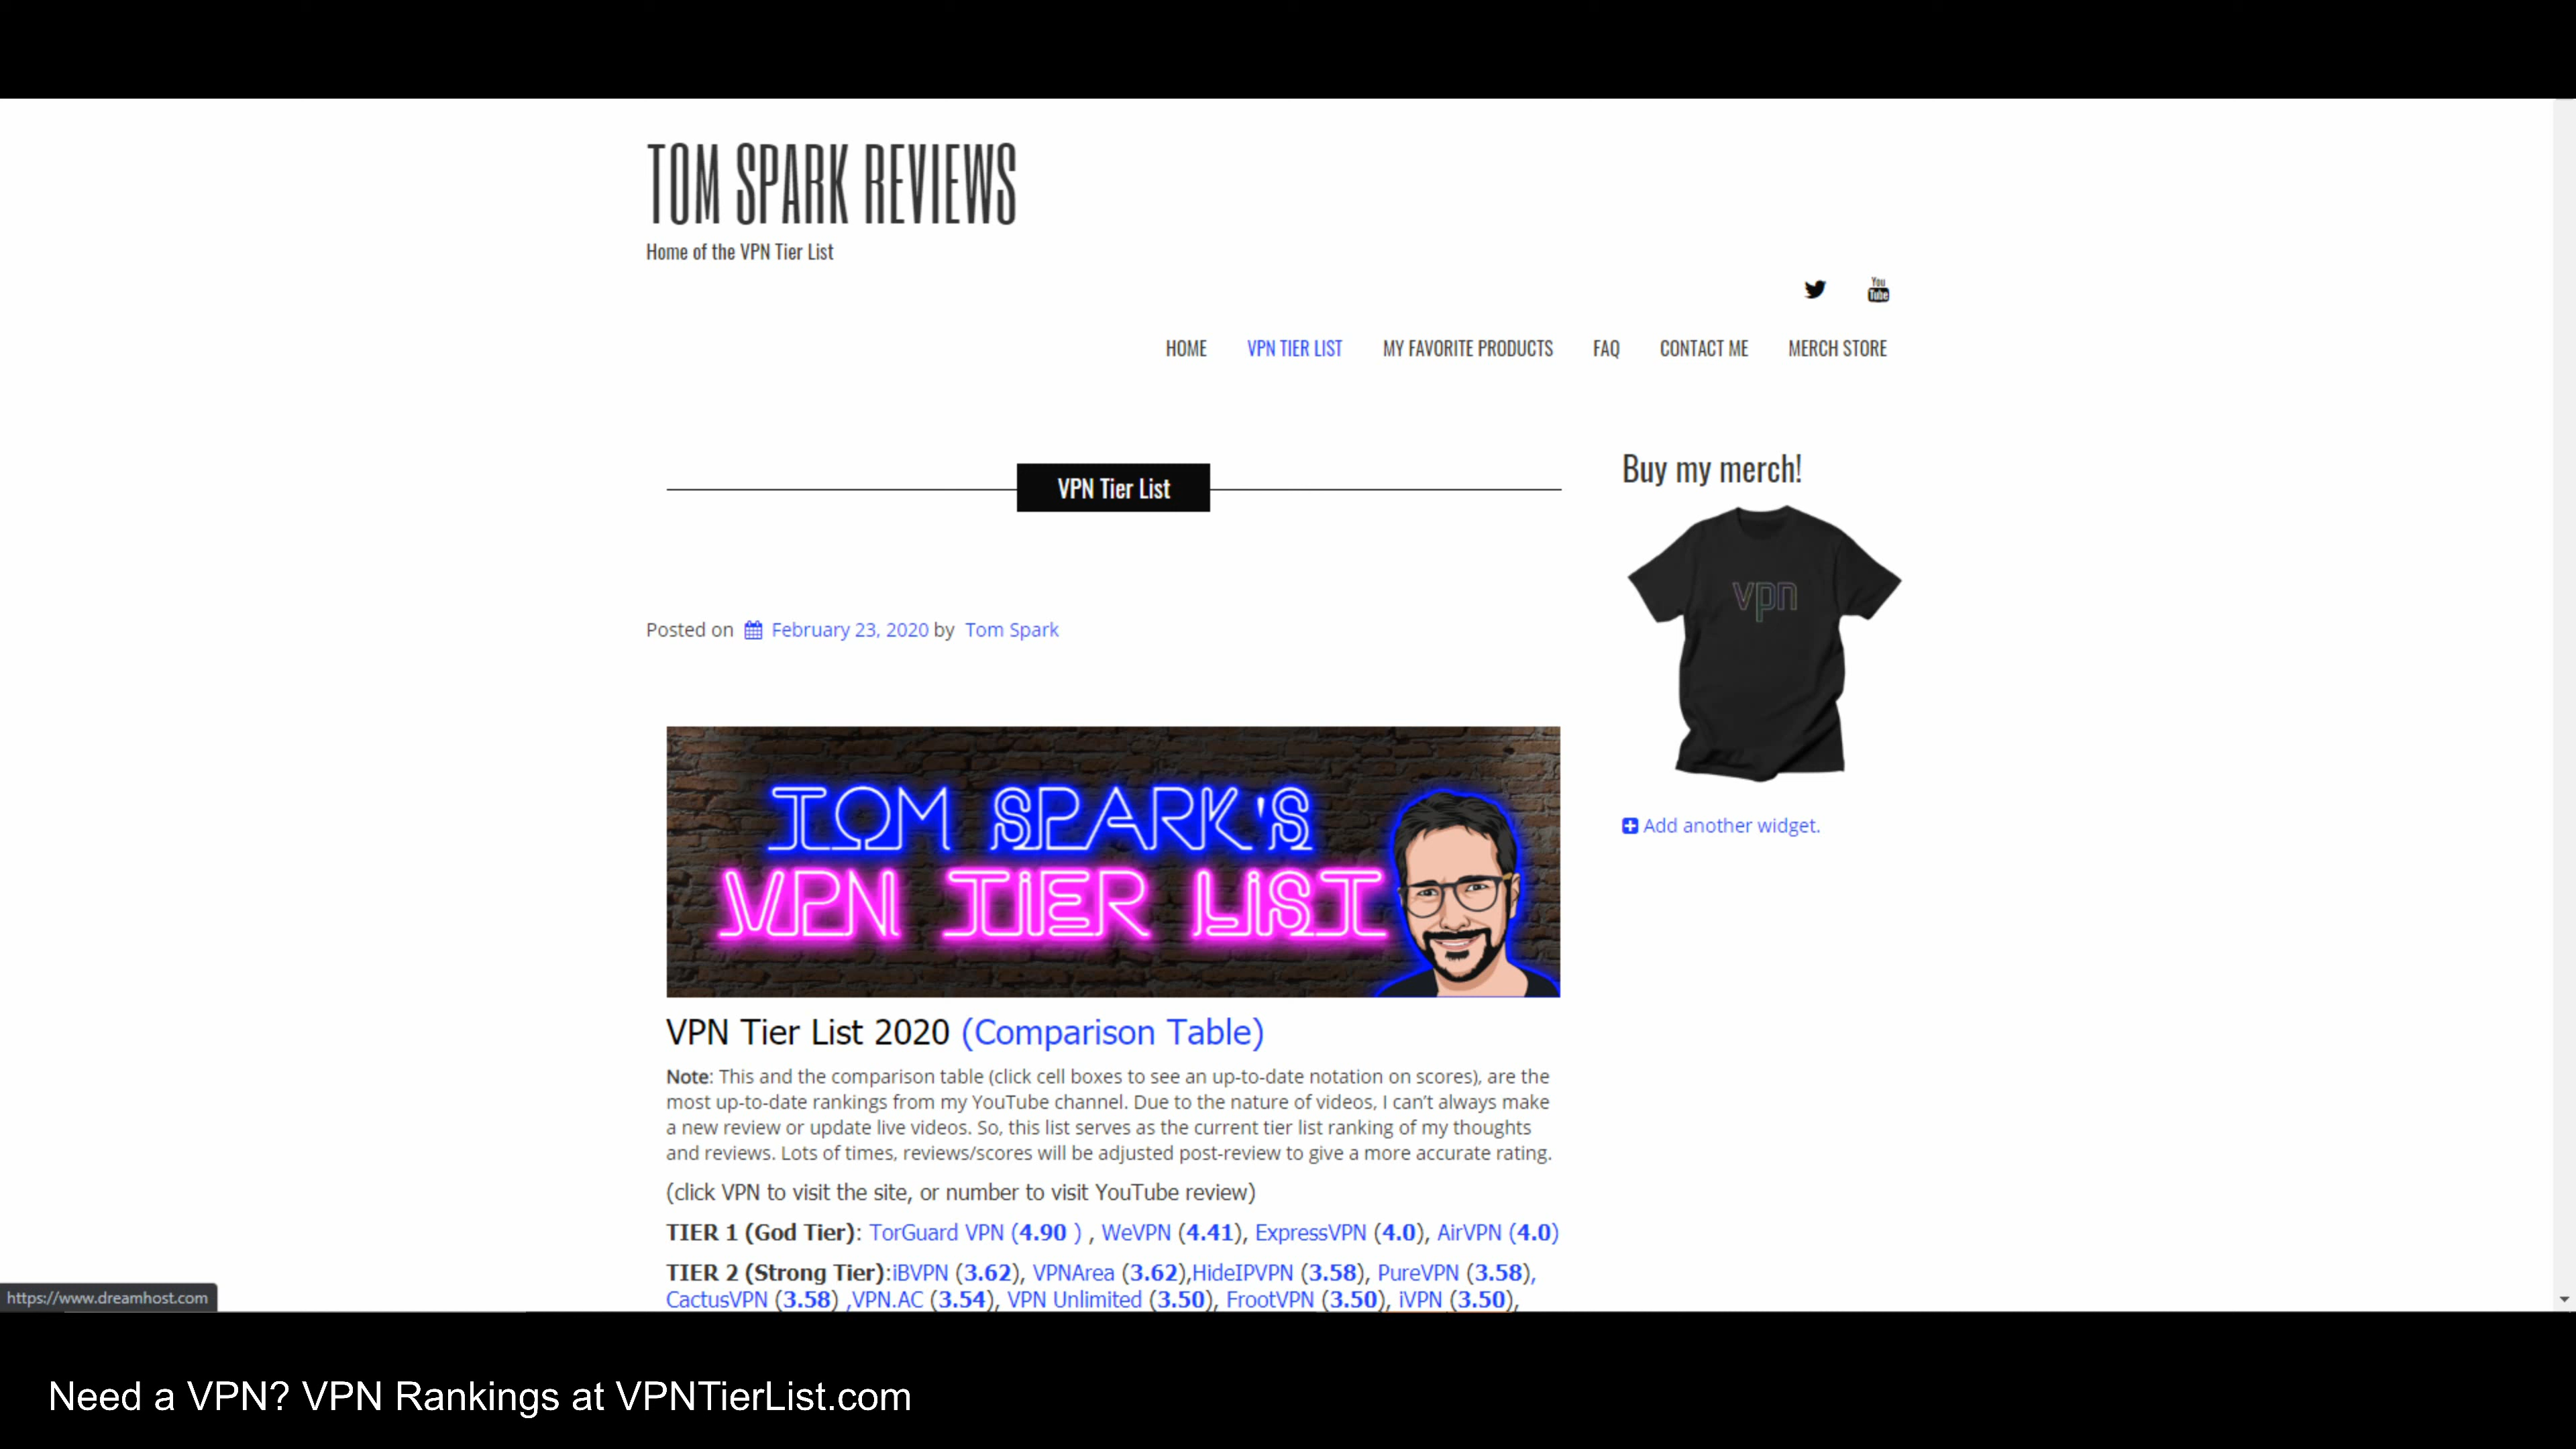 TOM SPARK REVIEWS
Home of the VPN Tier List
You
Tube
HOME VPN TIER LIST MY FAVORITE PRODUCTS FAQ CONTACT ME MERCH STORE
VPN Tier List
Buy my merch!
vpn
Posted on February 23, 2020 by Tom Spark
Add another widget.
TOM SPARK'S
VPN TIER LIST
VPN Tier List 2020 (Comparison Table)
Note: This and the comparison table (click cell boxes to see an up-to-date notation on scores), are the
most up-to-date rankings from my YouTube channel. Due to the nature of videos, I can't always make
a new review or update live videos. So, this list serves as the current tier list ranking of my thoughts
and reviews. Lots of times, reviews/scores will be adjusted post-review to give a more accurate rating.
(click VPN to visit the site, or number to visit YouTube review)
TIER 1 (God Tier): TorGuard VPN (4.90 ) , WeVPN (4.41), ExpressVPN (4.0), AirVPN (4.0)
TIER 2 (Strong Tier):iBVPN (3.62), VPNArea (3.62),HideIPVPN (3.58), PureVPN (3.58),
CactusVPN (3.58) ,VPN.AC (3.54), VPN Unlimited (3.50), FrootVPN (3.50), iVPN (3.50),
https://www.dreamhost.com
Need a VPN? VPN Rankings at VPNTierList.com